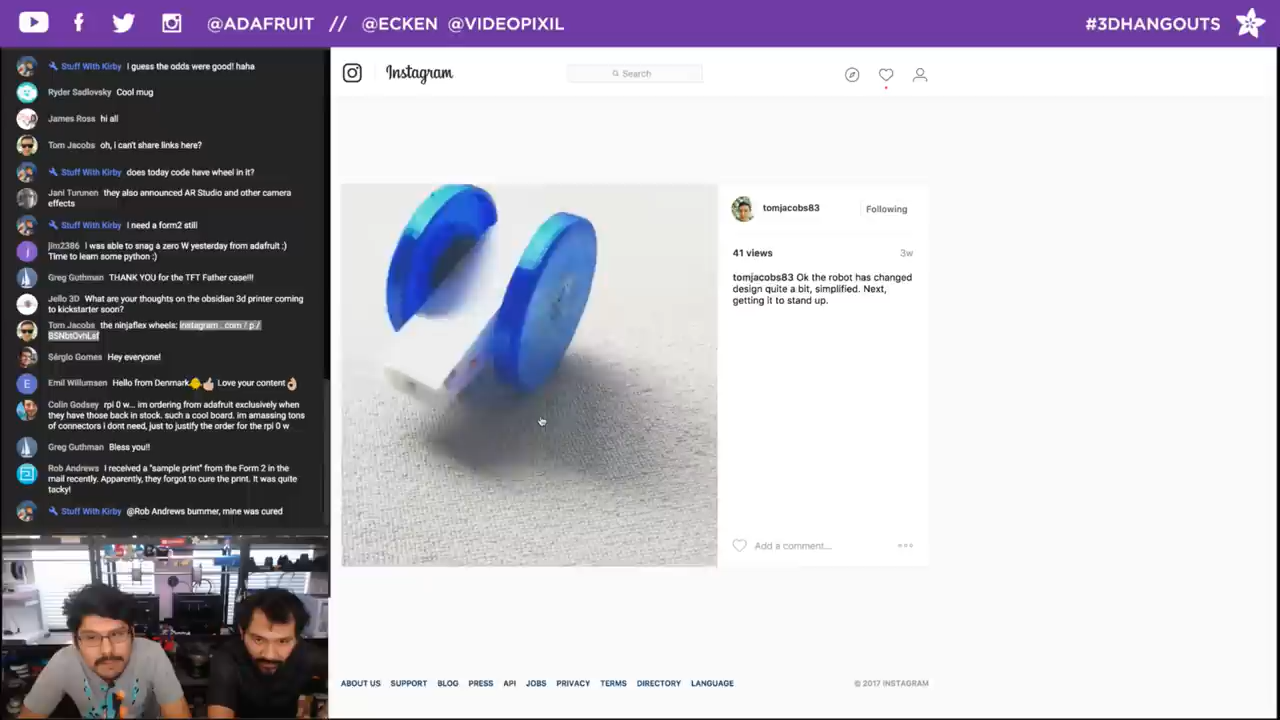 @ADAFRUIT // @ECKEN @VIDEOPIXIL
#3DHANGOUTS
Stuff With Kirby I guess the odds were good! haha
Ryder Sadlovsky Cool mug
James Ross hi all
Tom Jacobs oh, i can't share links here?
Stuff With Kirby does today code have wheel in it?
Jani Turunen they also announced AR Studio and other camera
effects
Stuff With Kirby I need a form2 still
jim2386 I was able to snag a zero W yesterday from adafruit :)
Time to learn some python :)
Greg Guthman THANK YOU for the TFT Father case!!!
Jello 3D What are your thoughts on the obsidian 3d printer coming
to kickstarter soon?
Tom Jacobs the ninjaflex wheels: instagram . com / p /
Sérgio Gomes Hey everyone!
Emil Willumsen Hello from Denmark Love your content
Colin Godsey rpi 0 w... im ordering from adafruit exclusively when
they have those back in stock. such a cool board. im amassing tons
of connectors i dont need, just to justify the order for the rpi 0 w
Greg Guthman Bless you!!
Rob Andrews I received a "sample print" from the Form 2 in the
mail recently. Apparently, they forgot to cure the print. It was quite
tacky!
Stuff With Kirby @Rob Andrews bummer, mine was cured
Instagram
Search
tomjacobs83
Following
41 views
3w
tomjacobs83 Ok the robot has changed
design quite a bit, simplified. Next,
getting it to stand up.
Add a comment...
ABOUT US SUPPORT BLOG PRESS API JOBS PRIVACY TERMS DIRECTORY LANGUAGE
© 2017 INSTAGRAM